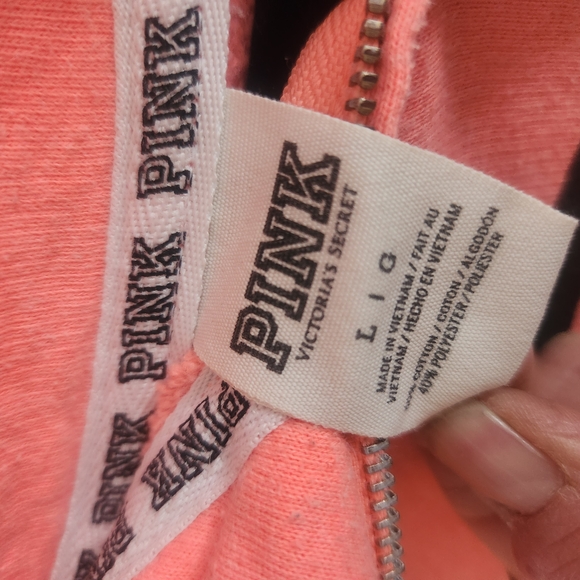 PINK
PINK
PINK
PINK
PINK
VICTORIA'S SECRET
L I G
MADE IN VIETNAM / FAIT AU
VIETNAM / HECHO EN VIETNAM
COTTON / COTON / ALGODÓN
40% POLYESTER / POLIESTER